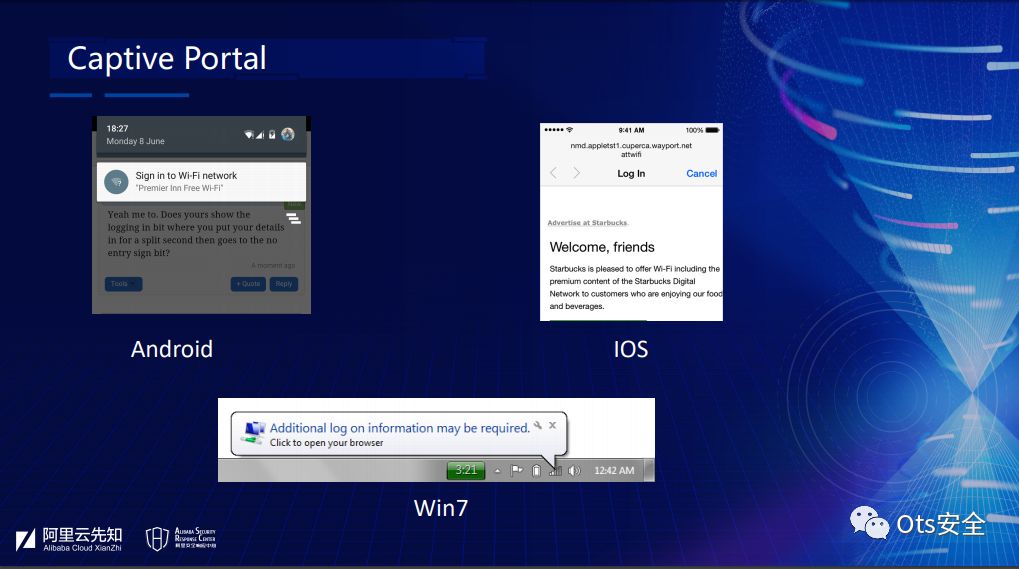 Captive Portal
18:27
Monday 8 June
Sign in to Wi-Fi network
"Premier Inn Free Wi-Fi"
Yeah me to. Does yours show the
logging in bit where you put your details
in for a split second then goes to the no
entry sign bit?
A moment ago
Tools
+ Quote
Reply
Android
9:41 AM
100%
nmd.appletst1.cuperca.wayport.net
attwifi
Log In
Cancel
Advertise at Starbucks.
Welcome, friends
Starbucks is pleased to offer Wi-Fi including the
premium content of the Starbucks Digital
Network to customers who are enjoying our food
and beverages.
IOS
Additional log on information may be required.
Click to open your browser
3:21
12:42 AM
Win7
阿里云先知
Alibaba Cloud XianZhi
ALIBABA SECURITY
RESPONSE CENTER
阿里安全响应中心
Ots安全